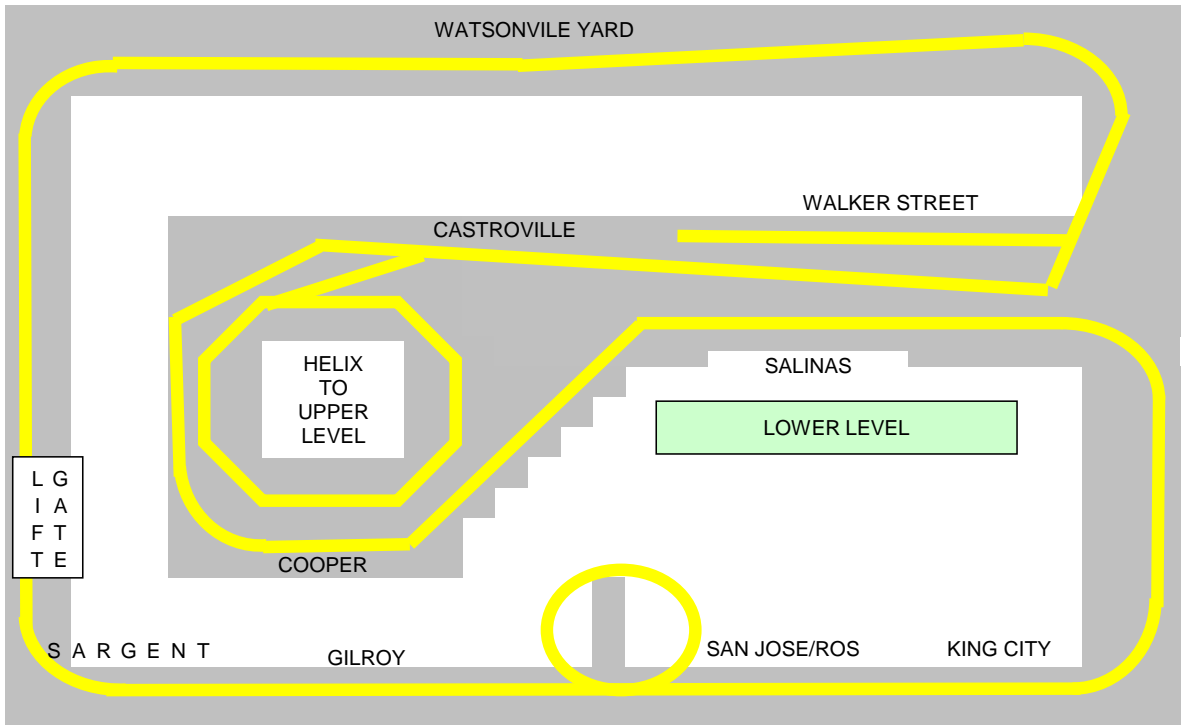 WATSONVILE YARD
WALKER STREET
CASTROVILLE
HELIX
TO
UPPER
LEVEL
SALINAS
LOWER LEVEL
L G
I A
F T
T E
COOPER
SARGENT
GILROY
SAN JOSE/ROS
KING CITY